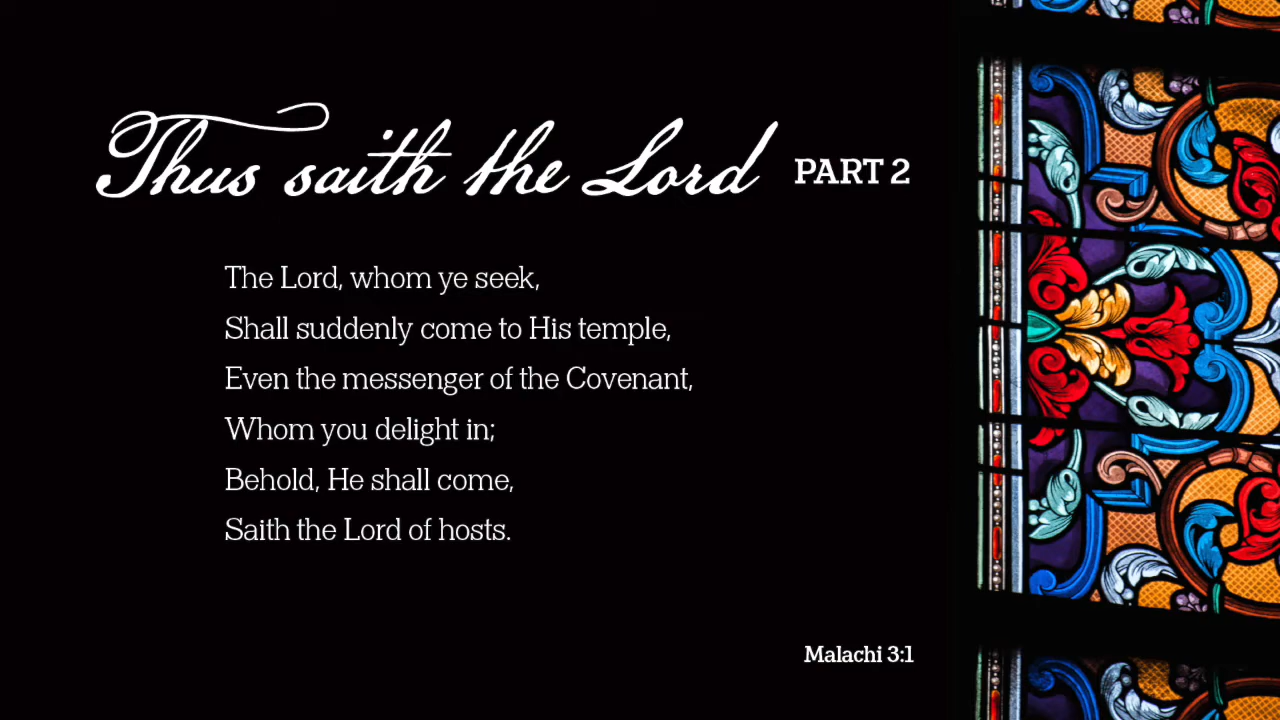 Thus saith the Lord PART 2
The Lord, whom ye seek,
Shall suddenly come to His temple,
Even the messenger of the Covenant,
Whom you delight in;
Behold, He shall come,
Saith the Lord of hosts.
Malachi 3:1